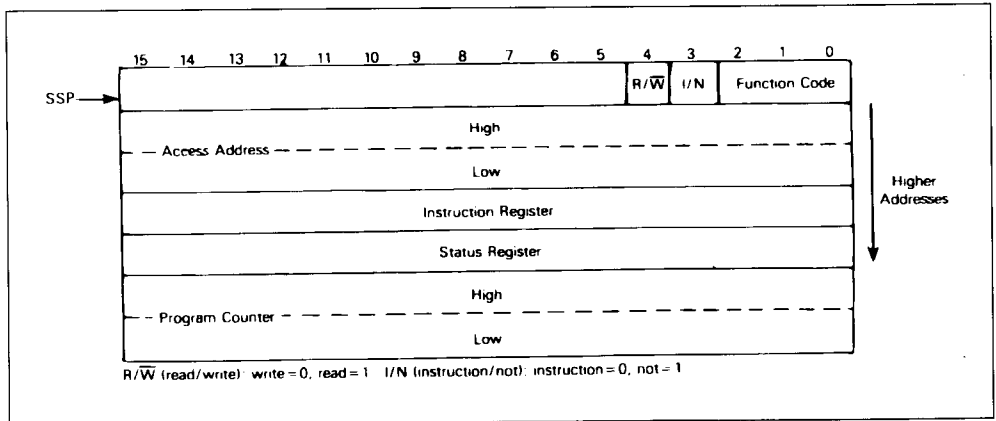 15 14 13 12 11 10 9 8 7 6 5 4 3 2 1 0
R/W̅ I/N Function Code
SSP
High
Access Address
Low
Higher
Addresses
Instruction Register
Status Register
High
Program Counter
Low
R/W̅ (read/write): write = 0, read = 1 I/N (instruction/not): instruction = 0, not = 1